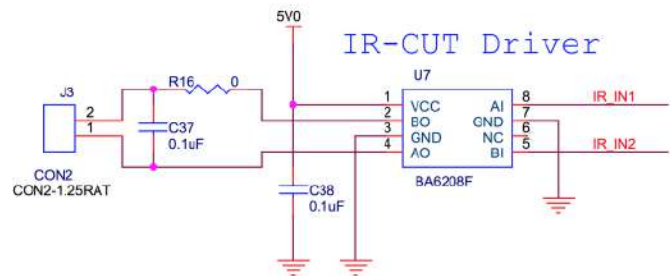 5V0
IR-CUT Driver
J3
R16 0
U7
2
1
C37
0.1uF
1 VCC AI 8 IR_IN1
2 BO GND 7
3 GND NC 6
4 AO BI 5 IR_IN2
CON2
CON2-1.25RAT
C38
0.1uF
BA6208F